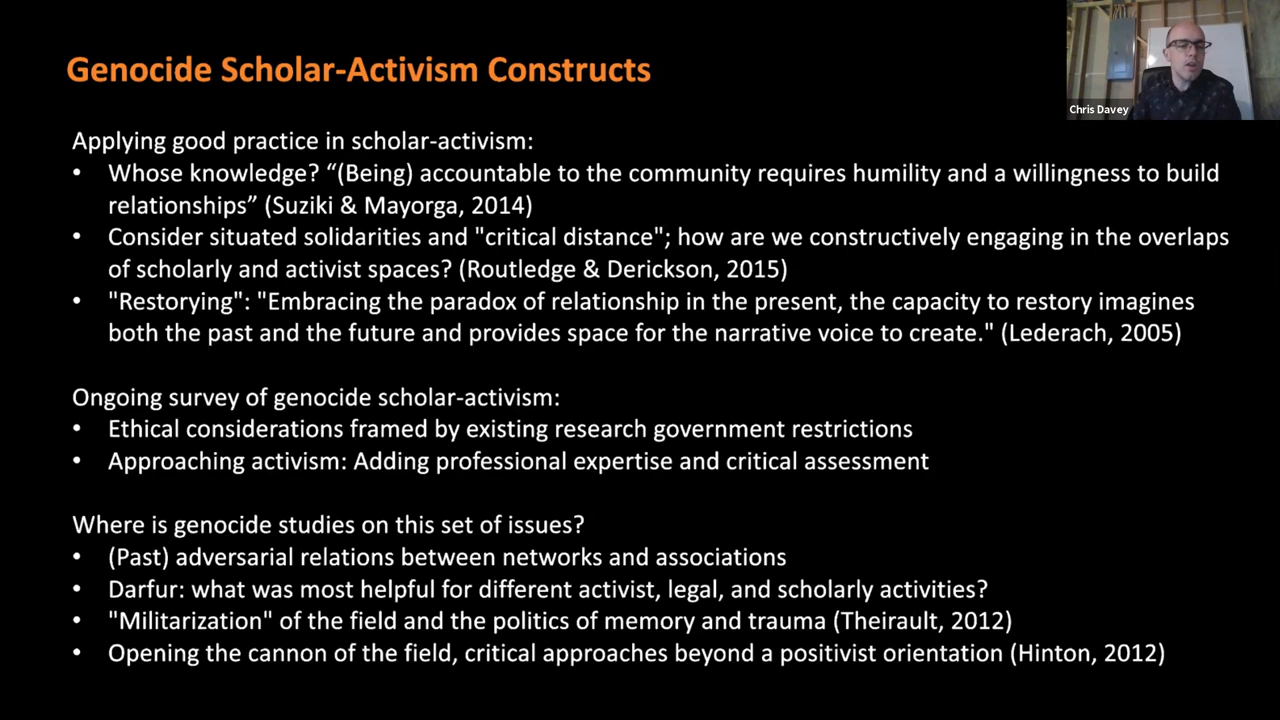 Genocide Scholar-Activism Constructs
Chris Davey
Applying good practice in scholar-activism:
• Whose knowledge? “(Being) accountable to the community requires humility and a willingness to build
relationships” (Suziki & Mayorga, 2014)
• Consider situated solidarities and "critical distance"; how are we constructively engaging in the overlaps
of scholarly and activist spaces? (Routledge & Derickson, 2015)
• "Restorying": "Embracing the paradox of relationship in the present, the capacity to restory imagines
both the past and the future and provides space for the narrative voice to create." (Lederach, 2005)
Ongoing survey of genocide scholar-activism:
• Ethical considerations framed by existing research government restrictions
• Approaching activism: Adding professional expertise and critical assessment
Where is genocide studies on this set of issues?
• (Past) adversarial relations between networks and associations
• Darfur: what was most helpful for different activist, legal, and scholarly activities?
• "Militarization" of the field and the politics of memory and trauma (Theirault, 2012)
• Opening the cannon of the field, critical approaches beyond a positivist orientation (Hinton, 2012)